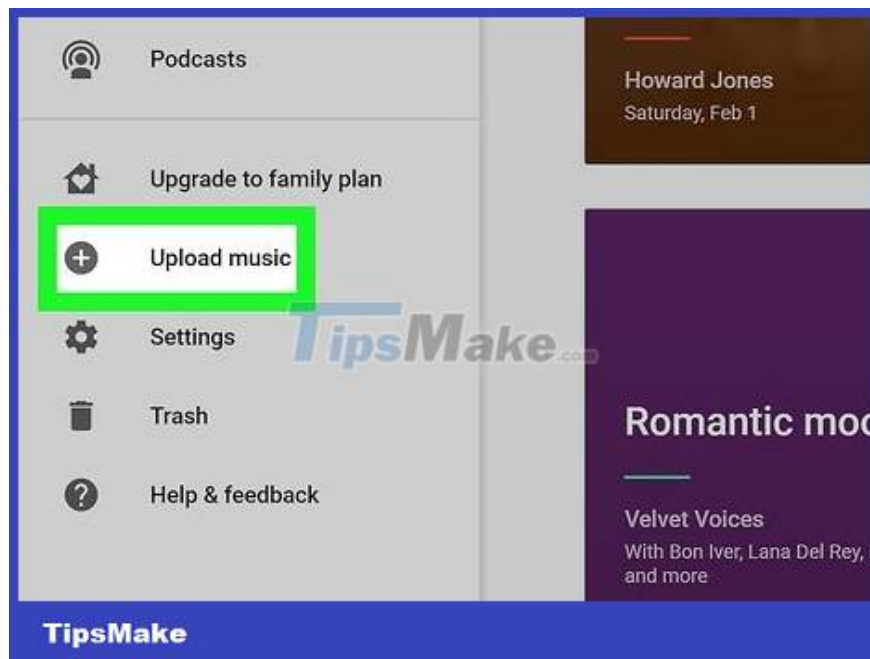 Podcasts
Upgrade to family plan
Upload music
Settings
Trash
Help & feedback
Howard Jones
Saturday, Feb 1
Romantic moo
Velvet Voices
With Bon Iver, Lana Del Rey,
and more
TipsMake.com
TipsMake